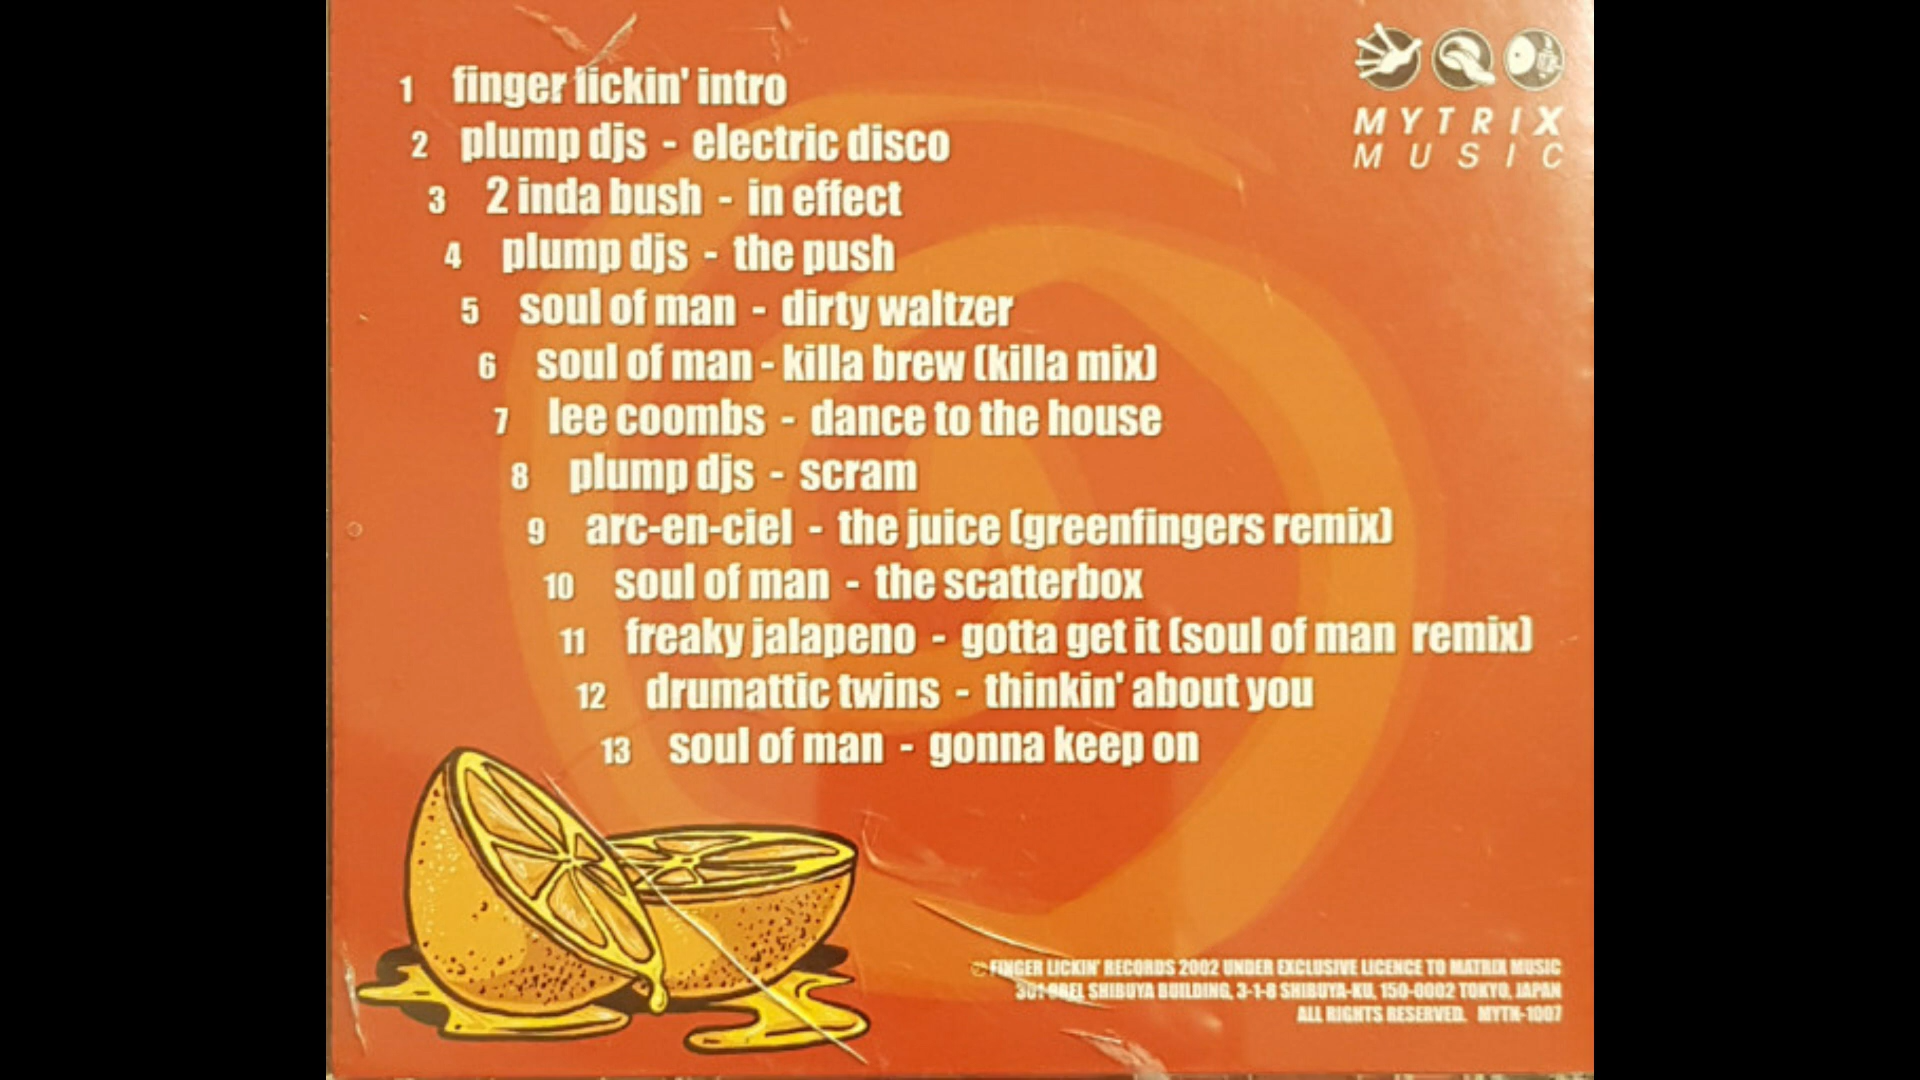 1 finger lickin' intro
2 plump djs - electric disco
3 2 inda bush - in effect
4 plump djs - the push
5 soul of man - dirty waltzer
6 soul of man - killa brew (killa mix)
7 lee coombs - dance to the house
8 plump djs - scram
9 arc-en-ciel - the juice (greenfingers remix)
10 soul of man - the scatterbox
11 freaky jalapeno - gotta get it (soul of man remix)
12 drumattic twins - thinkin' about you
13 soul of man - gonna keep on
MYTRIX
MUSIC
FINGER LICKIN' RECORDS 2002 UNDER EXCLUSIVE LICENCE TO MATRIX MUSIC
301 SHIBUYA BUILDING, 3-1-8 SHIBUYA-KU, 150-0002 TOKYO, JAPAN
ALL RIGHTS RESERVED. MYTK-1007